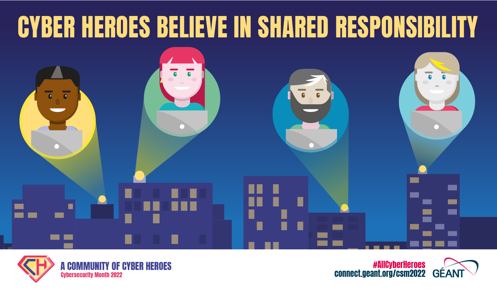 CYBER HEROES BELIEVE IN SHARED RESPONSIBILITY
CH
A COMMUNITY OF CYBER HEROES
Cybersecurity Month 2022
#AllCyberHeroes
connect.geant.org/csm2022
GÉANT